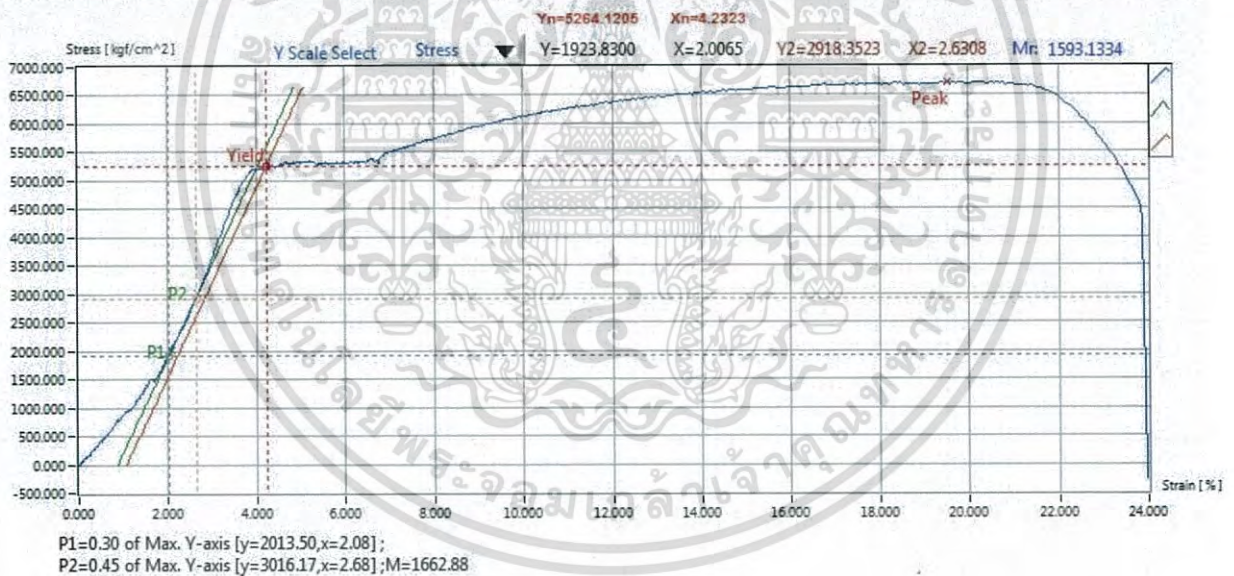 Yn=5264.1205 Xn=4.2323
Stress [kgf/cm^2] Y Scale Select Stress Y=1923.8300 X=2.0065 Y2=2918.3523 X2=2.6308 Mr: 1593.1334
7000.000
6500.000
Peak
6000.000
5500.000
Yield
5000.000
4500.000
4000.000
3500.000
3000.000
P2
2500.000
2000.000
P1
1500.000
1000.000
500.000
0.000
-500.000
Strain [%]
0.000 2.000 4.000 6.000 8.000 10.000 12.000 14.000 16.000 18.000 20.000 22.000 24.000
P1=0.30 of Max. Y-axis [y=2013.50,x=2.08] ;
P2=0.45 of Max. Y-axis [y=3016.17,x=2.68] ;M=1662.88